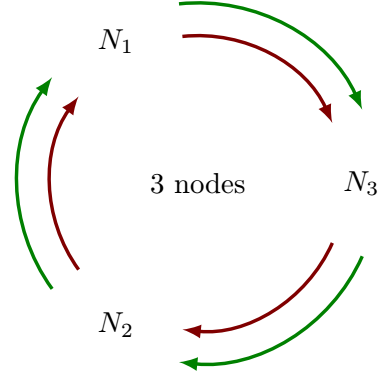 N₁
3 nodes
N₃
N₂